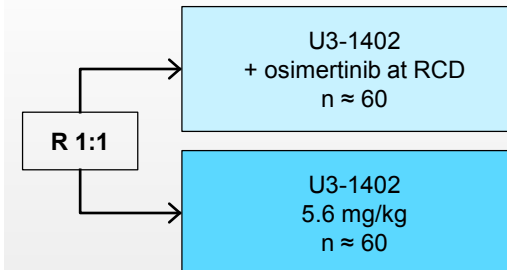 U3-1402
+ osimertinib at RCD
n ≈ 60
R 1:1
U3-1402
5.6 mg/kg
n ≈ 60